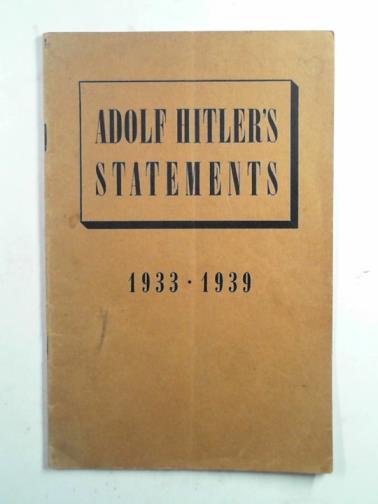 ADOLF HITLER'S
STATEMENTS
1933 · 1939